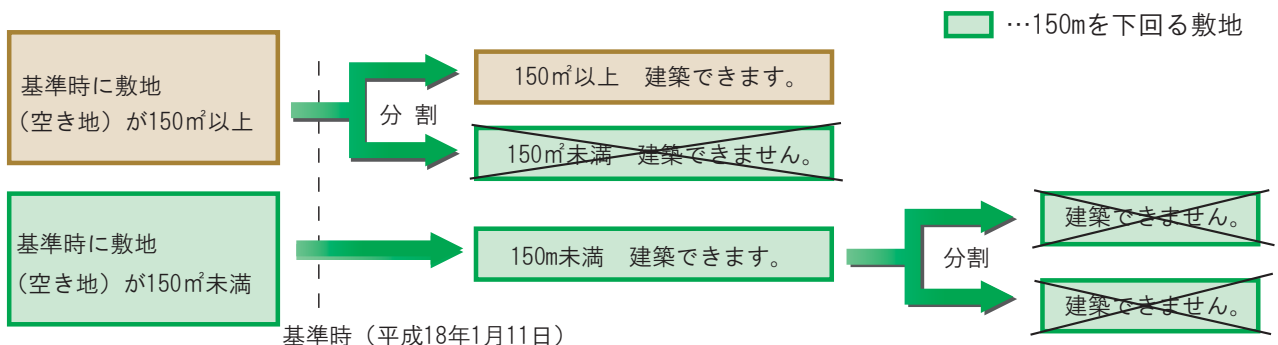 …150mを下回る敷地
基準時に敷地
（空き地）が150㎡以上
分 割
150㎡以上　建築できます。
150㎡未満　建築できません。
基準時に敷地
（空き地）が150㎡未満
150m未満　建築できます。
分割
建築できません。
建築できません。
基準時（平成18年1月11日）